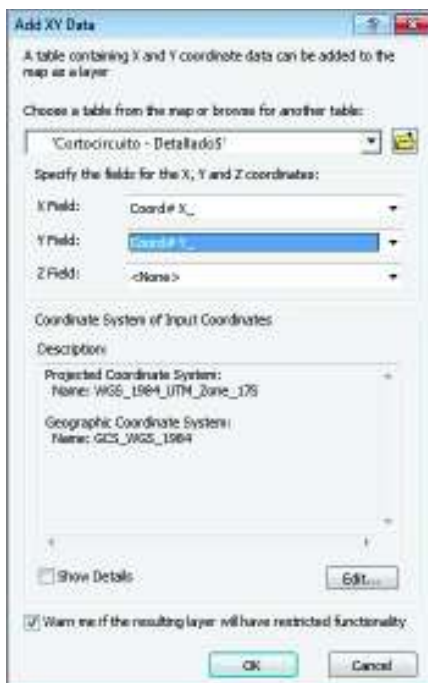 Add XY Data
A table containing X and Y coordinate data can be added to the
map as a layer
Choose a table from the map or browse for another table:
'Cortocircuito - Detallado$'
Specify the fields for the X, Y and Z coordinates:
X Field:
Coord# X_
Y Field:
Coord# Y_
Z Field:
<None>
Coordinate System of Input Coordinates
Description:
Projected Coordinate System:
Name: WGS_1984_UTM_Zone_17S
Geographic Coordinate System:
Name: GCS_WGS_1984
Show Details
Edit...
Warn me if the resulting layer will have restricted functionality
OK
Cancel